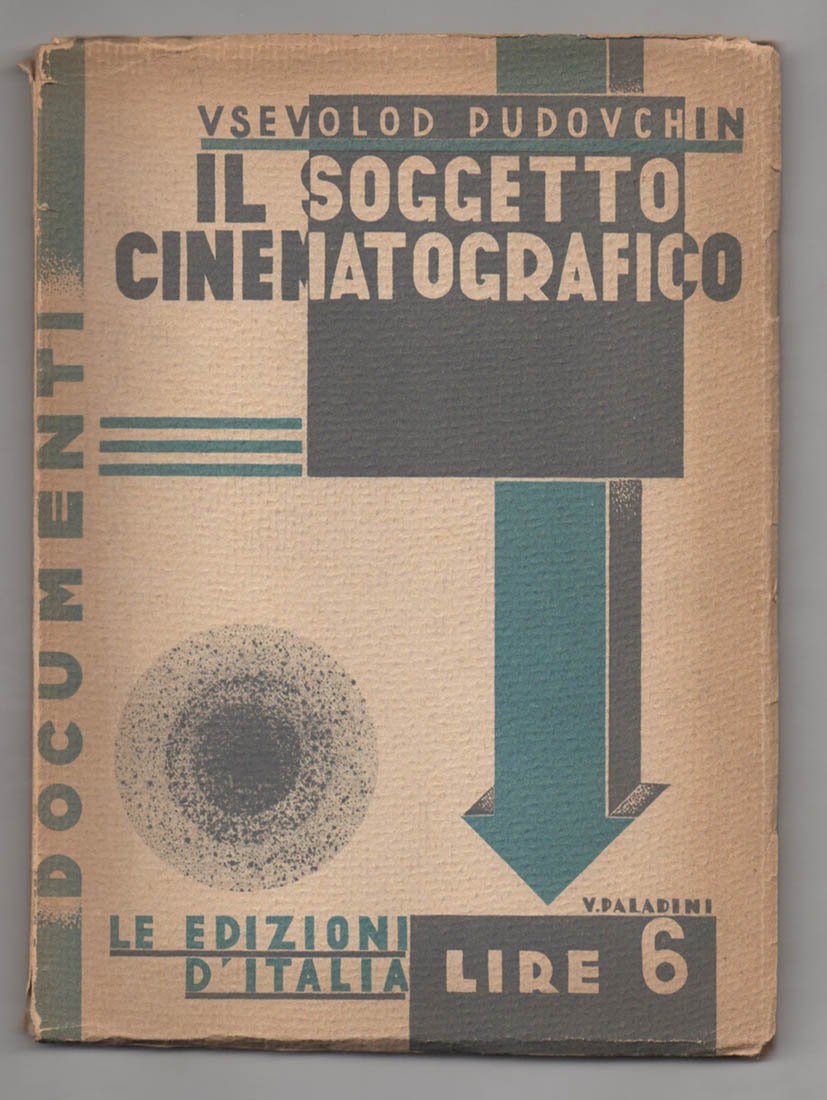 VSEVOLOD PUDOVCHIN
IL SOGGETTO
CINEMATOGRAFICO
DOCUMENTI
V.PALADINI
LE EDIZIONI
D'ITALIA
LIRE 6